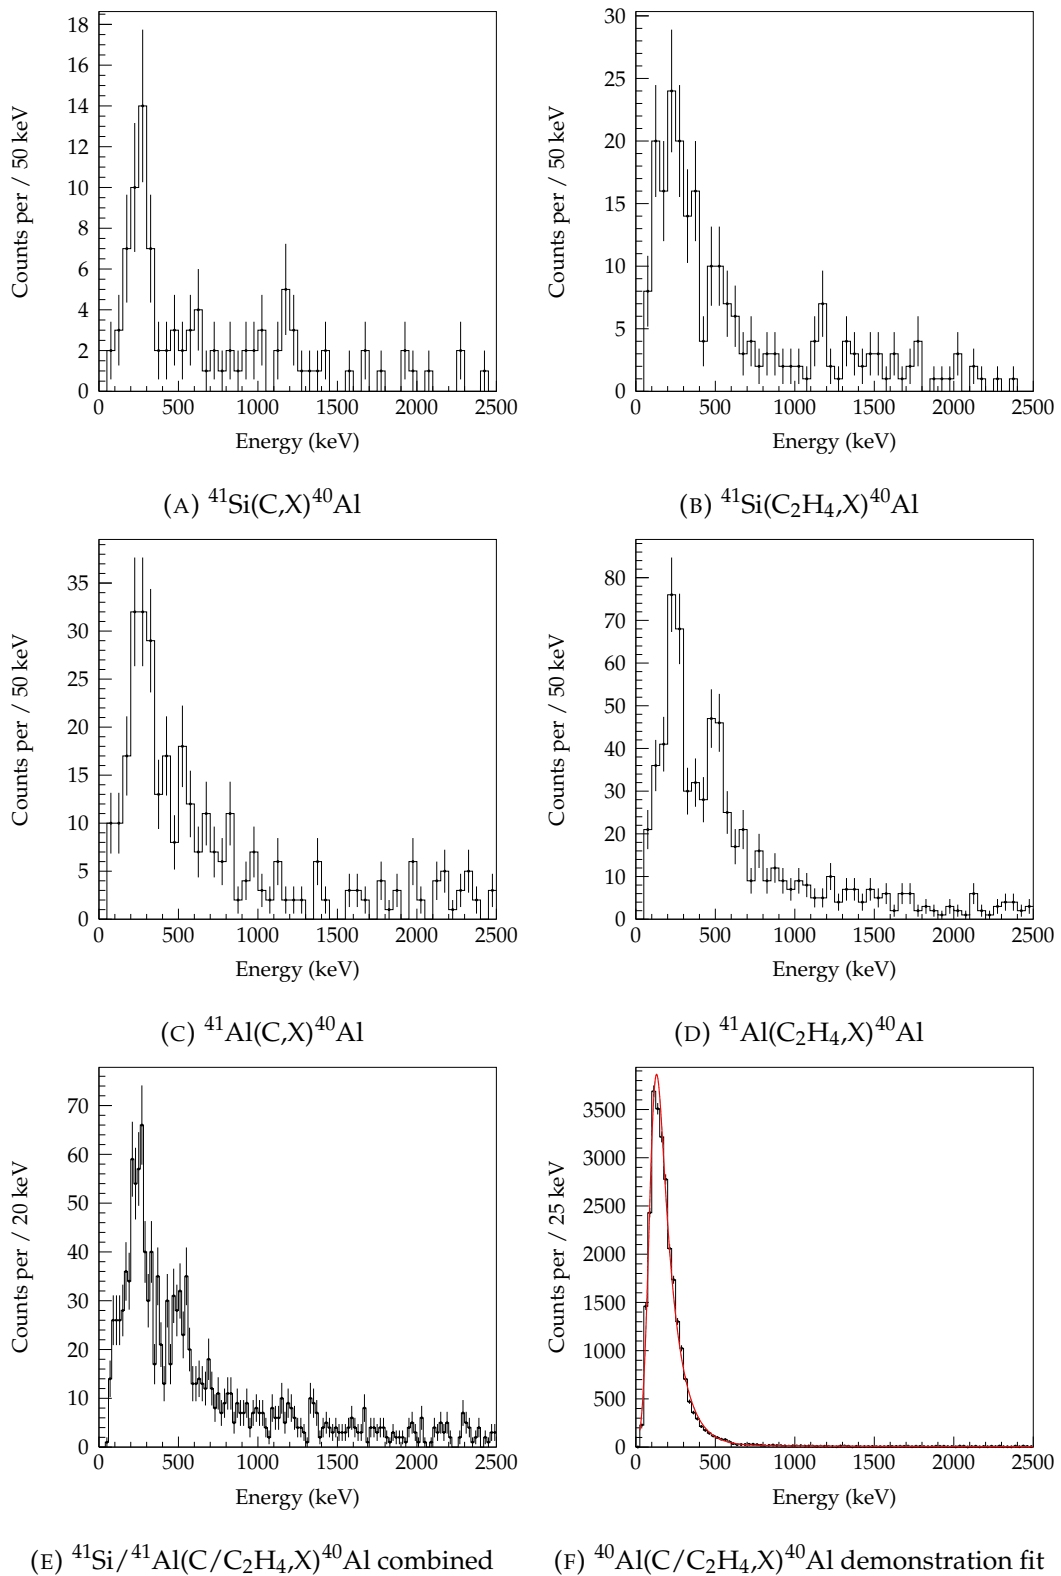 18
16
14
12
10
8
6
4
2
0
0 500 1000 1500 2000 2500
Counts per / 50 keV
Energy (keV)
(A) ⁴¹Si(C,X)⁴⁰Al
30
25
20
15
10
5
0
0 500 1000 1500 2000 2500
Counts per / 50 keV
Energy (keV)
(B) ⁴¹Si(C₂H₄,X)⁴⁰Al
35
30
25
20
15
10
5
0
0 500 1000 1500 2000 2500
Counts per / 50 keV
Energy (keV)
(C) ⁴¹Al(C,X)⁴⁰Al
80
70
60
50
40
30
20
10
0
0 500 1000 1500 2000 2500
Counts per / 50 keV
Energy (keV)
(D) ⁴¹Al(C₂H₄,X)⁴⁰Al
70
60
50
40
30
20
10
0
0 500 1000 1500 2000 2500
Counts per / 20 keV
Energy (keV)
(E) ⁴¹Si/⁴¹Al(C/C₂H₄,X)⁴⁰Al combined
3500
3000
2500
2000
1500
1000
500
0
0 500 1000 1500 2000 2500
Counts per / 25 keV
Energy (keV)
(F) ⁴⁰Al(C/C₂H₄,X)⁴⁰Al demonstration fit